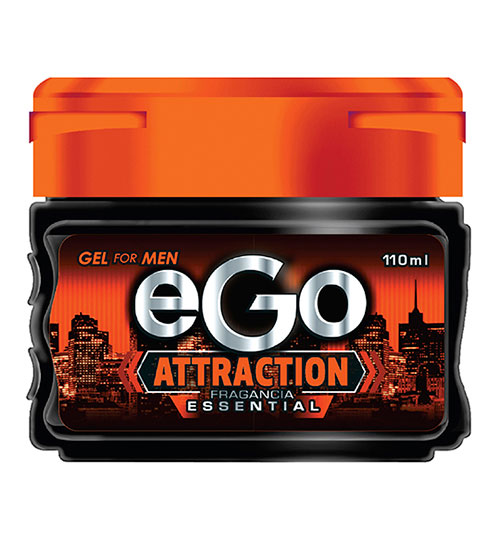 GEL FOR MEN
110ml
eGo
ATTRACTION
FRAGANCIA
ESSENTIAL